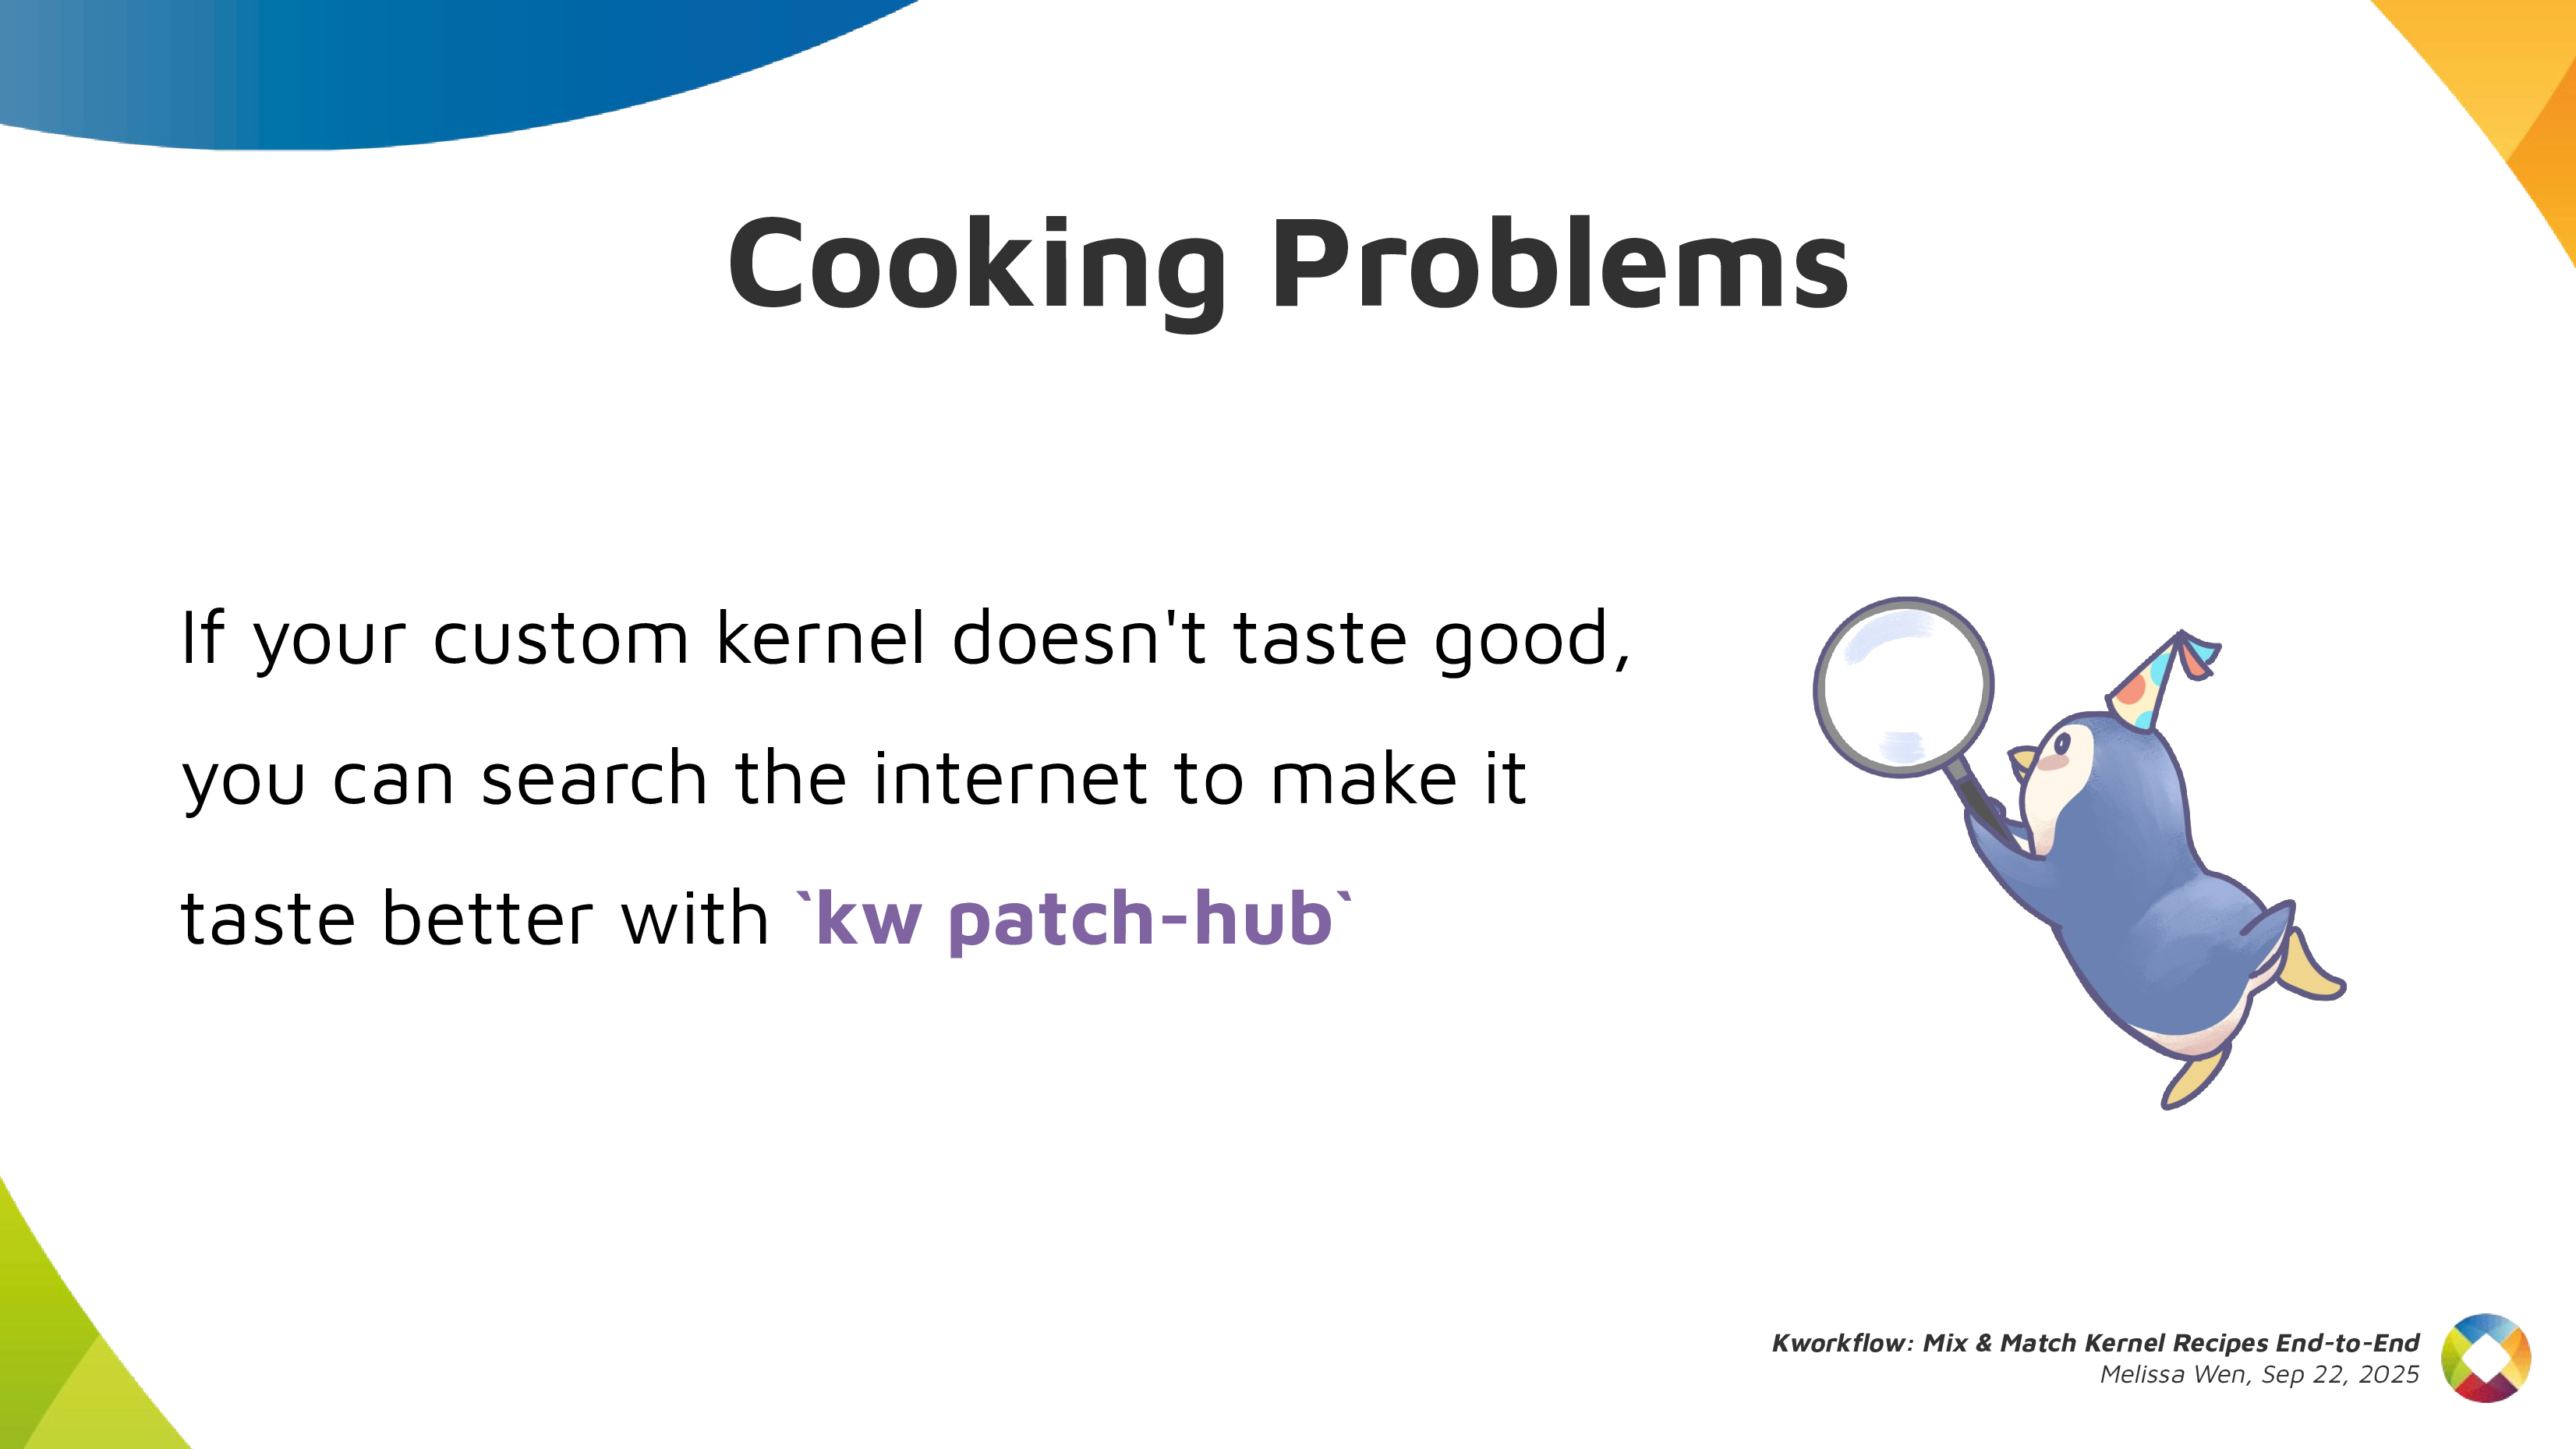 Cooking Problems
If your custom kernel doesn't taste good,
you can search the internet to make it
taste better with `kw patch-hub`
Kworkflow: Mix & Match Kernel Recipes End-to-End
Melissa Wen, Sep 22, 2025